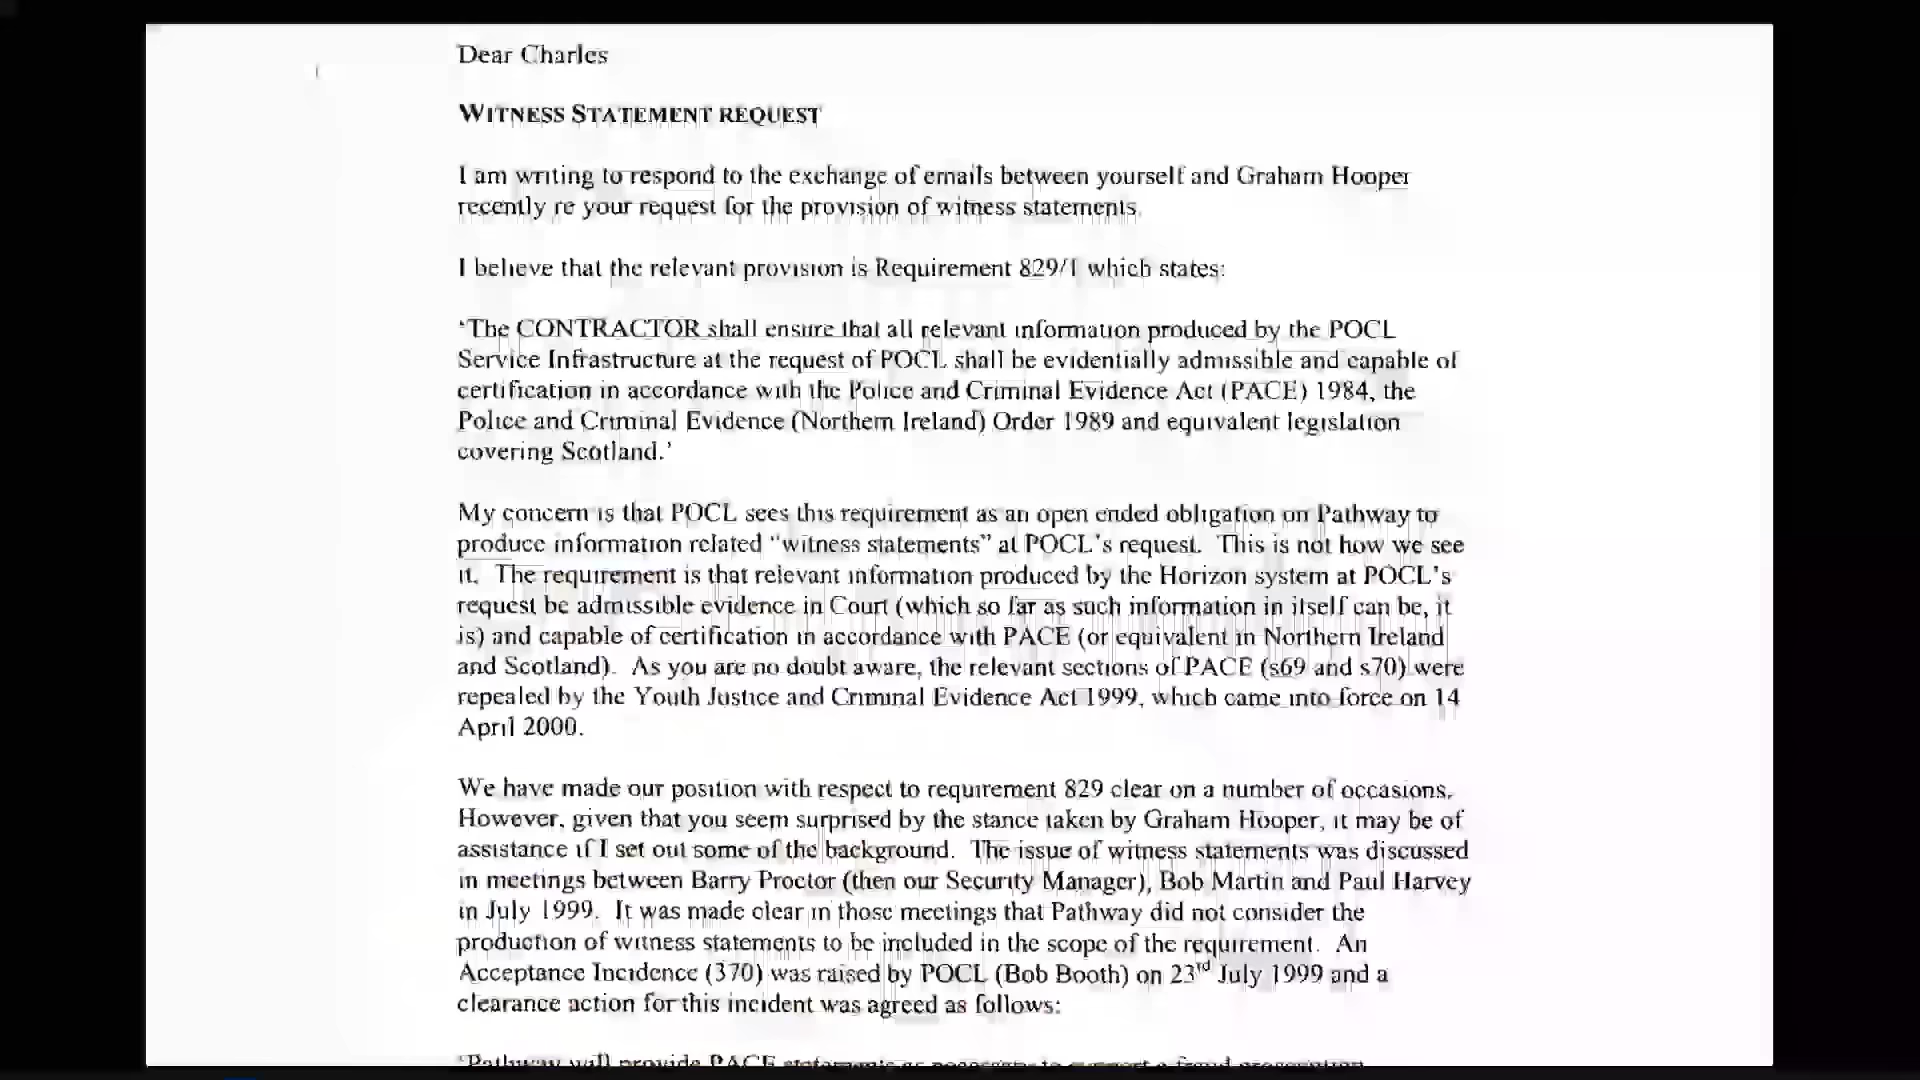 Dear Charles
WITNESS STATEMENT REQUEST
I am writing to respond to the exchange of emails between yourself and Graham Hooper
recently re your request for the provision of witness statements.
I believe that the relevant provision is Requirement 829/1 which states:
‘The CONTRACTOR shall ensure that all relevant information produced by the POCL
Service Infrastructure at the request of POCL shall be evidentially admissible and capable of
certification in accordance with the Police and Criminal Evidence Act (PACE) 1984, the
Police and Criminal Evidence (Northern Ireland) Order 1989 and equivalent legislation
covering Scotland.’
My concern is that POCL sees this requirement as an open ended obligation on Pathway to
produce information related “witness statements” at POCL’s request. This is not how we see
it. The requirement is that relevant information produced by the Horizon system at POCL’s
request be admissible evidence in Court (which so far as such information in itself can be, it
is) and capable of certification in accordance with PACE (or equivalent in Northern Ireland
and Scotland). As you are no doubt aware, the relevant sections of PACE (s69 and s70) were
repealed by the Youth Justice and Criminal Evidence Act 1999, which came into force on 14
April 2000.
We have made our position with respect to requirement 829 clear on a number of occasions.
However, given that you seem surprised by the stance taken by Graham Hooper, it may be of
assistance if I set out some of the background. The issue of witness statements was discussed
in meetings between Barry Proctor (then our Security Manager), Bob Martin and Paul Harvey
in July 1999. It was made clear in those meetings that Pathway did not consider the
production of witness statements to be included in the scope of the requirement. An
Acceptance Incidence (370) was raised by POCL (Bob Booth) on 23rd July 1999 and a
clearance action for this incident was agreed as follows:
‘Pathway will provide PACE statements as necessary to support a fraud prosecution